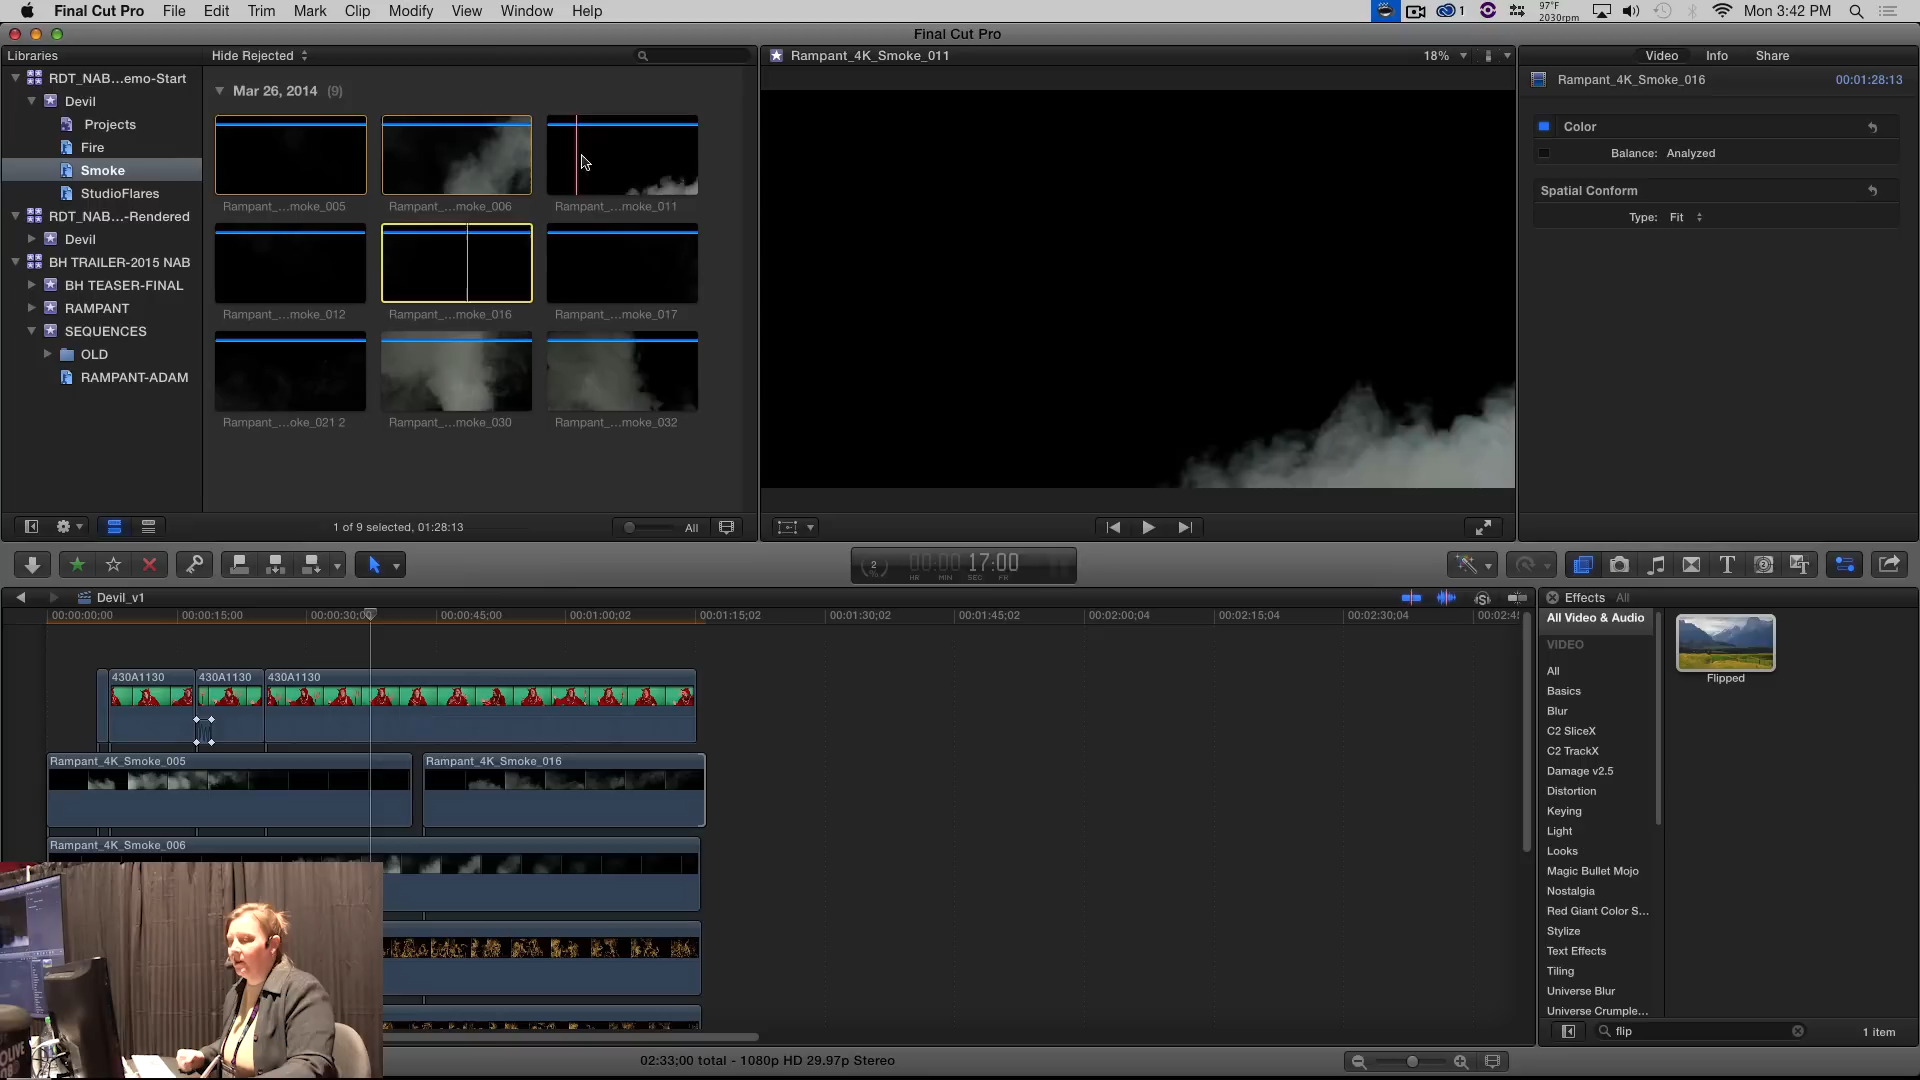 Final Cut Pro File Edit Trim Mark Clip Modify View Window Help
1 97°F 2030rpm Mon 3:42 PM
Final Cut Pro
Libraries
Hide Rejected
Rampant_4K_Smoke_011
18%
Video Info Share
RDT_NAB...emo-Start
Devil
Projects
Fire
Smoke
StudioFlares
RDT_NAB...-Rendered
Devil
BH TRAILER-2015 NAB
BH TEASER-FINAL
RAMPANT
SEQUENCES
OLD
RAMPANT-ADAM
Mar 26, 2014 (9)
Rampant_...moke_005
Rampant_...moke_006
Rampant_...moke_011
Rampant_...moke_012
Rampant_...moke_016
Rampant_...moke_017
Rampant_...oke_021 2
Rampant_...moke_030
Rampant_...moke_032
1 of 9 selected, 01:28:13
All
Rampant_4K_Smoke_016 00:01:28:13
Color
Balance: Analyzed
Spatial Conform
Type: Fit
2 % 00:00:17:00
HR MIN SEC FR
Devil_v1
00:00:00;00 00:00:15;00 00:00:30;00 00:00:45;00 00:01:00;02 00:01:15;02 00:01:30;02 00:01:45;02 00:02:00;04 00:02:15;04 00:02:30;04
430A1130 430A1130 430A1130
Rampant_4K_Smoke_005 Rampant_4K_Smoke_016
Rampant_4K_Smoke_006
02:33;00 total - 1080p HD 29.97p Stereo
Effects All
All Video & Audio
VIDEO
All
Basics
Blur
C2 SliceX
C2 TrackX
Damage v2.5
Distortion
Keying
Light
Looks
Magic Bullet Mojo
Nostalgia
Red Giant Color S...
Stylize
Text Effects
Tiling
Universe Blur
Universe Crumple...
Flipped
flip
1 item